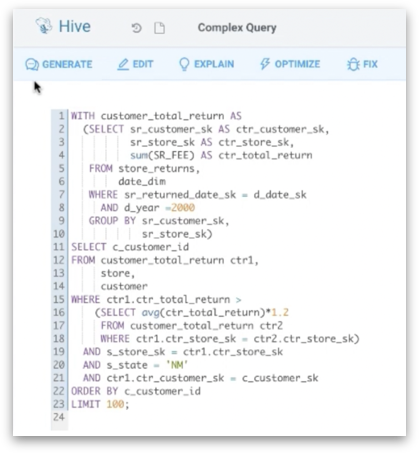 Hive Complex Query
GENERATE EDIT EXPLAIN OPTIMIZE FIX
1 WITH customer_total_return AS
2 (SELECT sr_customer_sk AS ctr_customer_sk,
3 sr_store_sk AS ctr_store_sk,
4 sum(SR_FEE) AS ctr_total_return
5 FROM store_returns,
6 date_dim
7 WHERE sr_returned_date_sk = d_date_sk
8 AND d_year =2000
9 GROUP BY sr_customer_sk,
10 sr_store_sk)
11 SELECT c_customer_id
12 FROM customer_total_return ctr1,
13 store,
14 customer
15 WHERE ctr1.ctr_total_return >
16 (SELECT avg(ctr_total_return)*1.2
17 FROM customer_total_return ctr2
18 WHERE ctr1.ctr_store_sk = ctr2.ctr_store_sk)
19 AND s_store_sk = ctr1.ctr_store_sk
20 AND s_state = 'NM'
21 AND ctr1.ctr_customer_sk = c_customer_sk
22 ORDER BY c_customer_id
23 LIMIT 100;
24